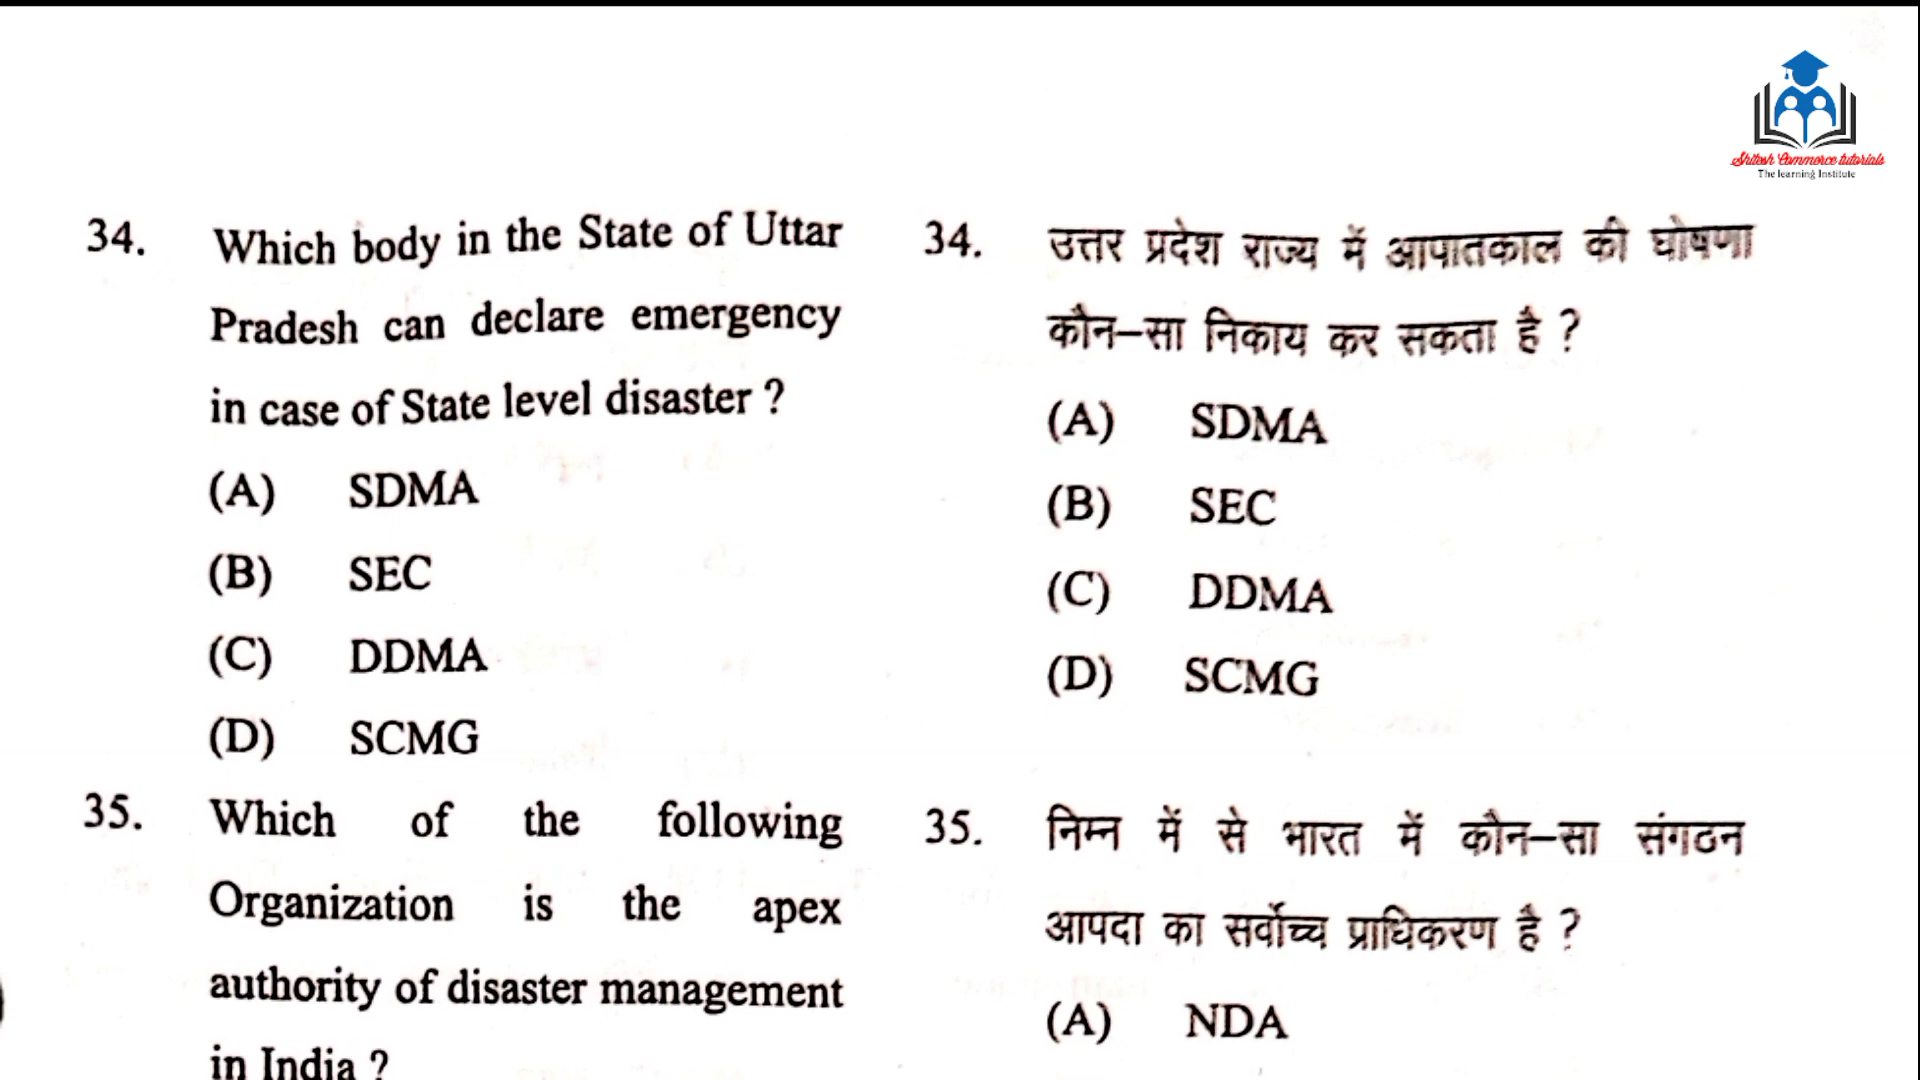 Shitesh Commerce tutorials
The learning Institute
34. Which body in the State of Uttar
Pradesh can declare emergency
in case of State level disaster ?
(A) SDMA
(B) SEC
(C) DDMA
(D) SCMG
35. Which of the following
Organization is the apex
authority of disaster management
in India ?
34. उत्तर प्रदेश राज्य में आपातकाल की घोषणा
कौन–सा निकाय कर सकता है ?
(A) SDMA
(B) SEC
(C) DDMA
(D) SCMG
35. निम्न में से भारत में कौन–सा संगठन
आपदा का सर्वोच्च प्राधिकरण है ?
(A) NDA